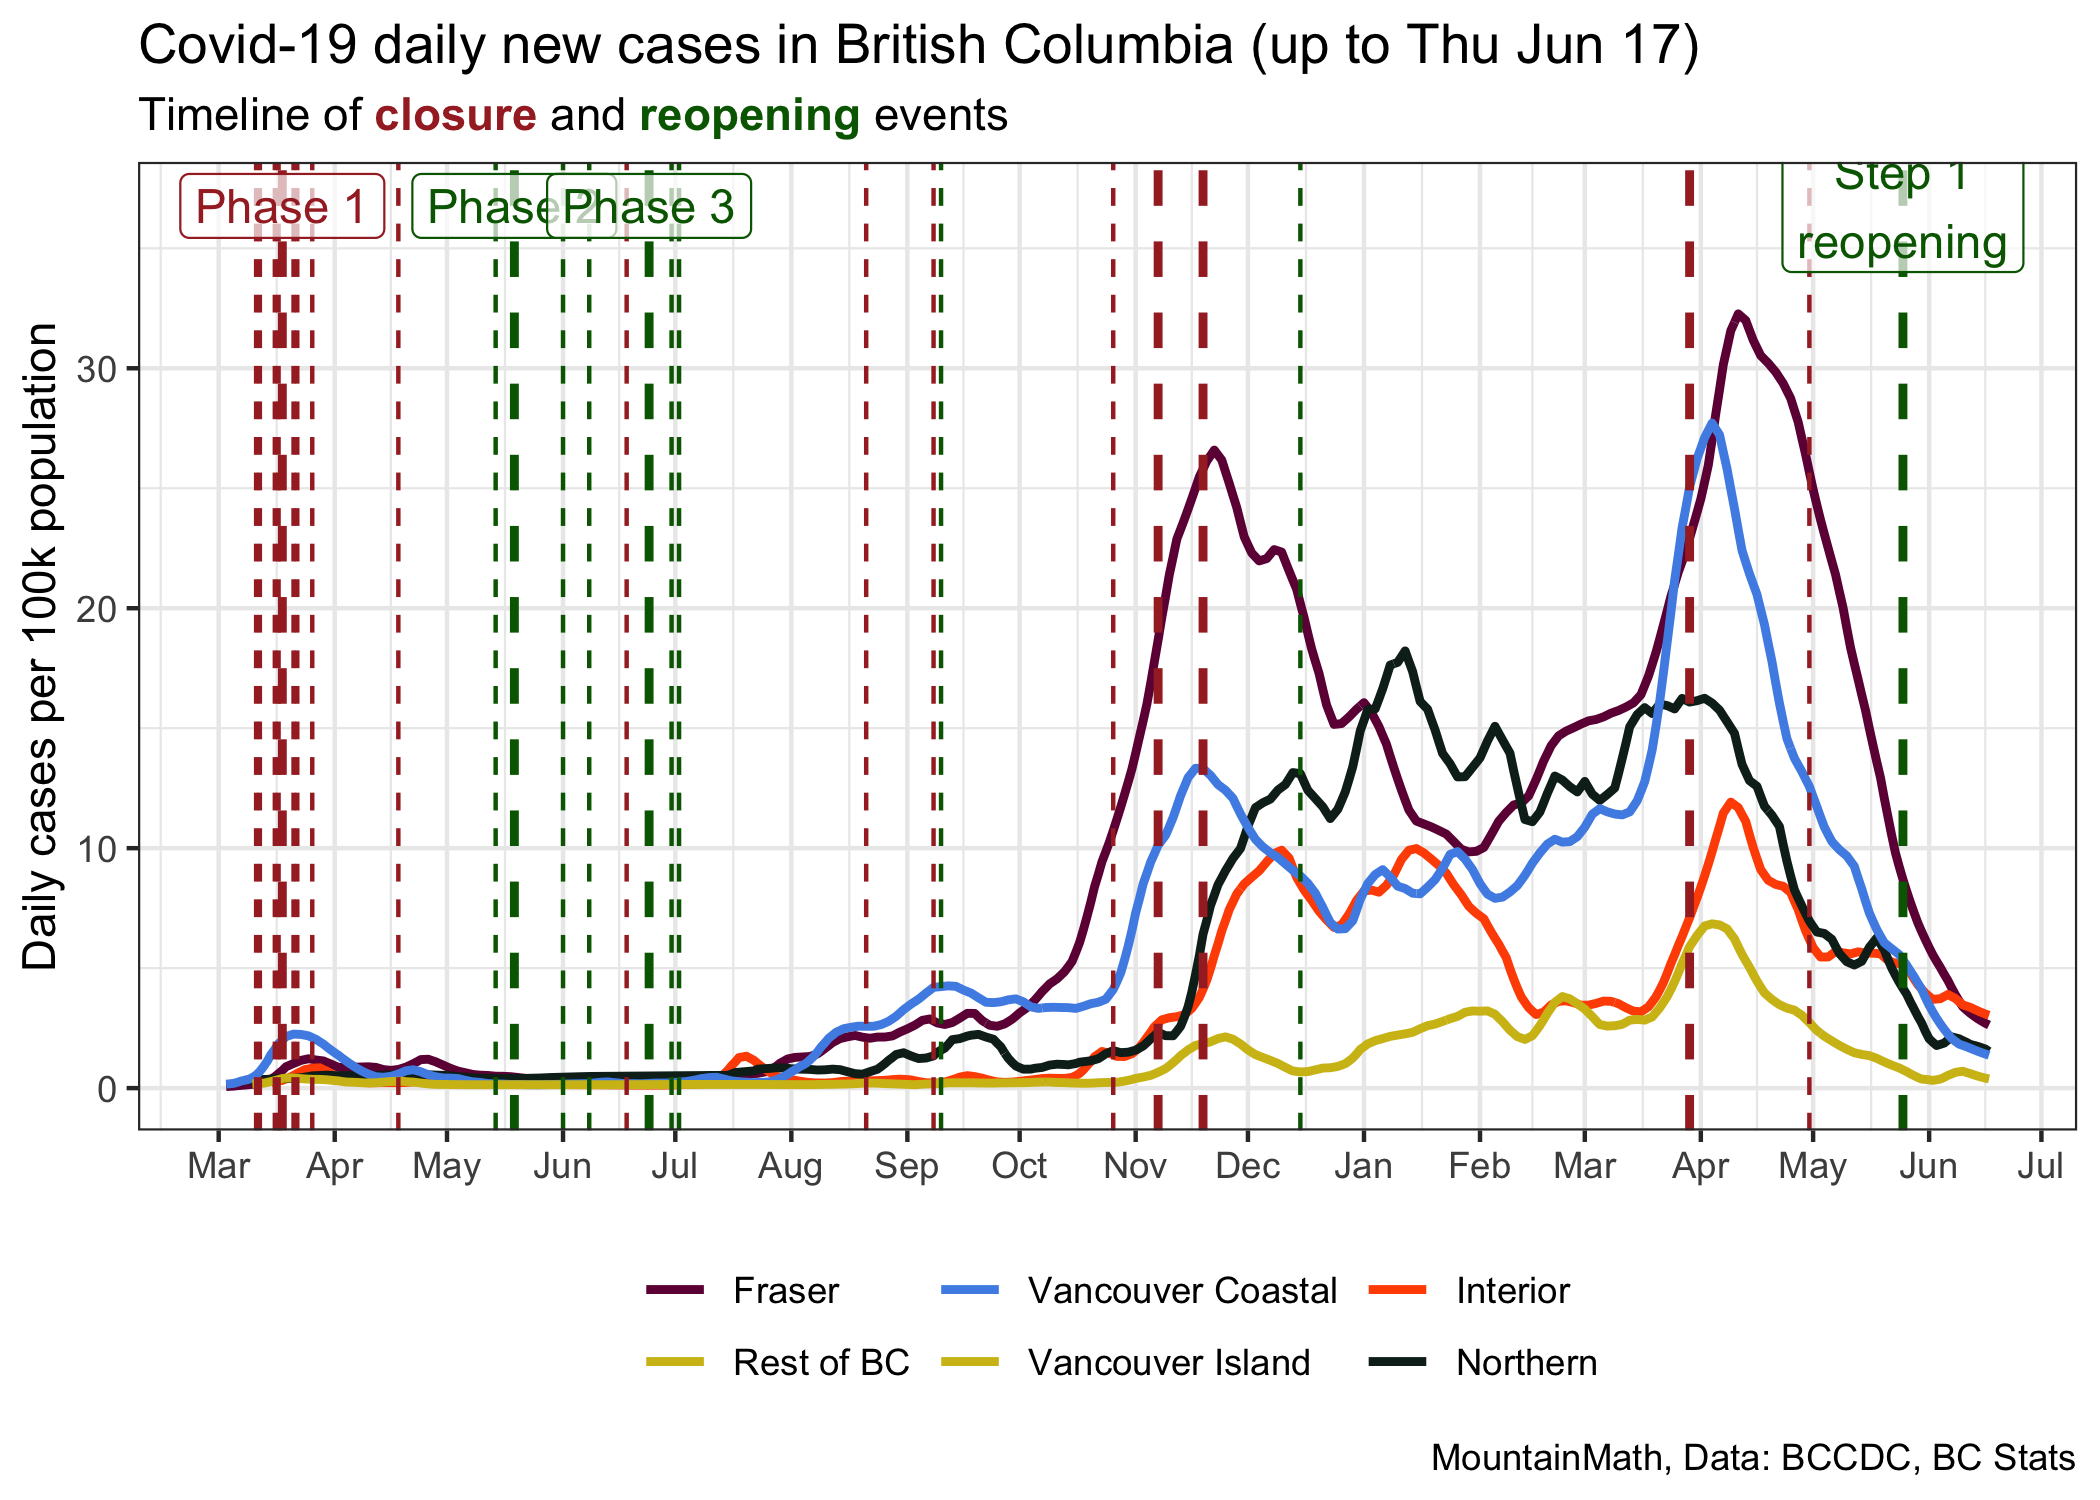 Covid-19 daily new cases in British Columbia (up to Thu Jun 17)
Timeline of closure and reopening events
Phase 1
Phase 2
Phase 3
Step 1
reopening
Daily cases per 100k population
30
20
10
0
Mar Apr May Jun Jul Aug Sep Oct Nov Dec Jan Feb Mar Apr May Jun Jul
Fraser Vancouver Coastal Interior
Rest of BC Vancouver Island Northern
MountainMath, Data: BCCDC, BC Stats